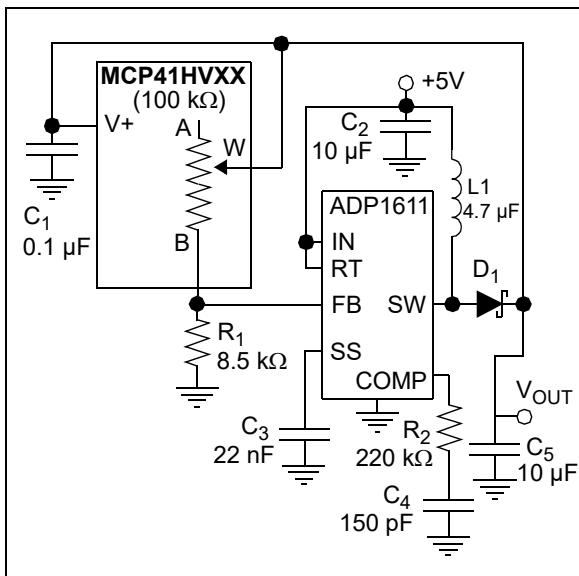 MCP41HVXX
(100 kΩ)
+5V
V+
A
W
C2
10 µF
L1
4.7 µF
ADP1611
C1
0.1 µF
B
IN
RT
D1
FB
SW
R1
8.5 kΩ
SS
COMP
VOUT
C3
22 nF
R2
220 kΩ
C5
10 µF
C4
150 pF